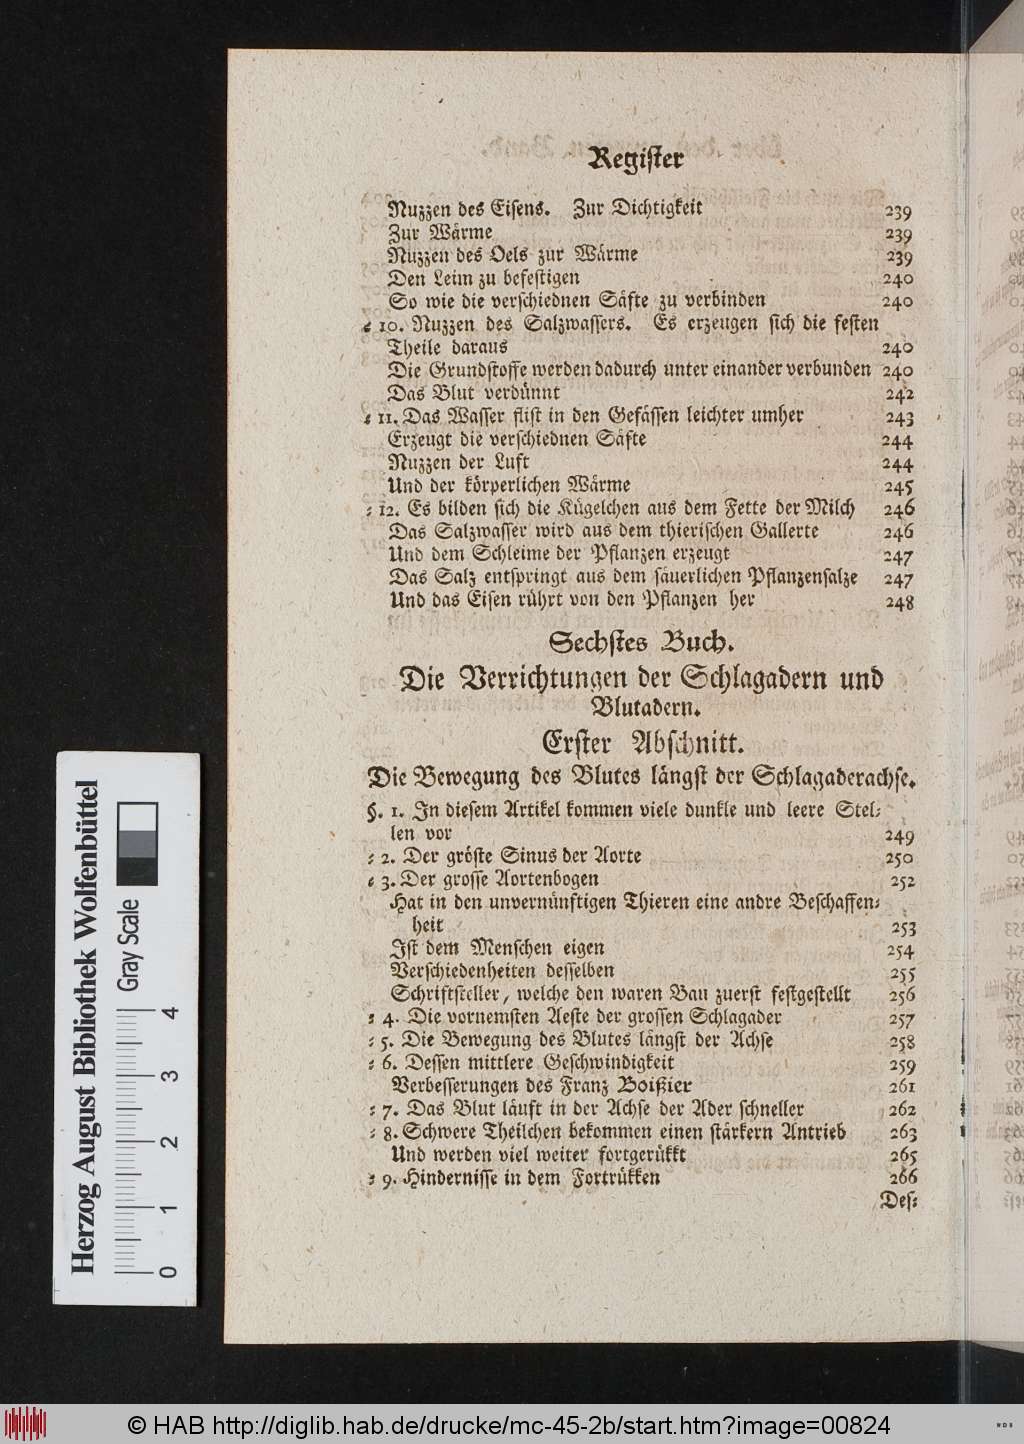 Register
Nuzzen des Eisens. Zur Dichtigkeit 239
Zur Wärme 239
Nuzzen des Oels zur Wärme 239
Den Leim zu befestigen 240
So wie die verschiednen Säfte zu verbinden 240
⸗ 10. Nuzzen des Salzwassers. Es erzeugen sich die festen
Theile daraus 240
Die Grundstoffe werden dadurch unter einander verbunden 240
Das Blut verdünnt 242
⸗ 11. Das Wasser flist in den Gefässen leichter umher 243
Erzeugt die verschiednen Säfte 244
Nuzzen der Luft 244
Und der körperlichen Wärme 245
⸗ 12. Es bilden sich die Kügelchen aus dem Fette der Milch 246
Das Salzwasser wird aus dem thierischen Gallerte 246
Und dem Schleime der Pflanzen erzeugt 247
Das Salz entspringt aus dem säuerlichen Pflanzensalze 247
Und das Eisen rührt von den Pflanzen her 248
Sechstes Buch.
Die Verrichtungen der Schlagadern und
Blutadern.
Erster Abschnitt.
Die Bewegung des Blutes längst der Schlagaderachse.
§. 1. In diesem Artikel kommen viele dunkle und leere Stel⸗
len vor 249
⸗ 2. Der gröste Sinus der Aorte 250
⸗ 3. Der grosse Aortenbogen 252
Hat in den unvernünftigen Thieren eine andre Beschaffen⸗
heit 253
Ist dem Menschen eigen 254
Verschiedenheiten desselben 255
Schriftsteller, welche den waren Bau zuerst festgestellt 256
⸗ 4. Die vornemsten Aeste der grossen Schlagader 257
⸗ 5. Die Bewegung des Blutes längst der Achse 258
⸗ 6. Dessen mittlere Geschwindigkeit 259
Verbesserungen des Franz Boißier 261
⸗ 7. Das Blut läuft in der Achse der Ader schneller 262
⸗ 8. Schwere Theilchen bekommen einen stärkern Antrieb 263
Und werden viel weiter fortgerükkt 265
⸗ 9. Hindernisse in dem Fortrükken 266
Des⸗
Herzog August Bibliothek Wolfenbüttel
Gray Scale
0 1 2 3 4
© HAB http://diglib.hab.de/drucke/mc-45-2b/start.htm?image=00824